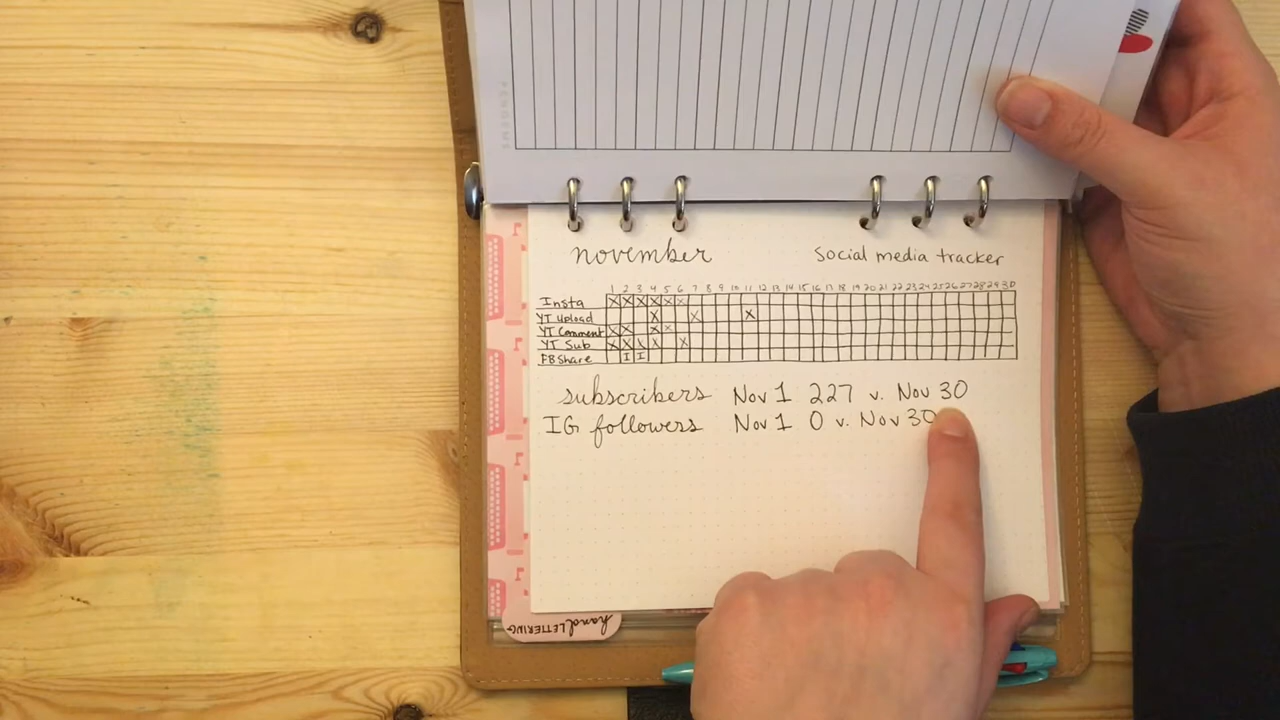 november social media tracker
1 2 3 4 5 6 7 8 9 10 11 12 13 14 15 16 17 18 19 20 21 22 23 24 25 26 27 28 29 30
Insta X X X X X X
YT Upload X X X
YT Comment X X X X
YT Sub X X X X X
FB Share I I
subscribers Nov 1 227 v. Nov 30
IG followers Nov 1 0 v. Nov 30
hand LETTERING